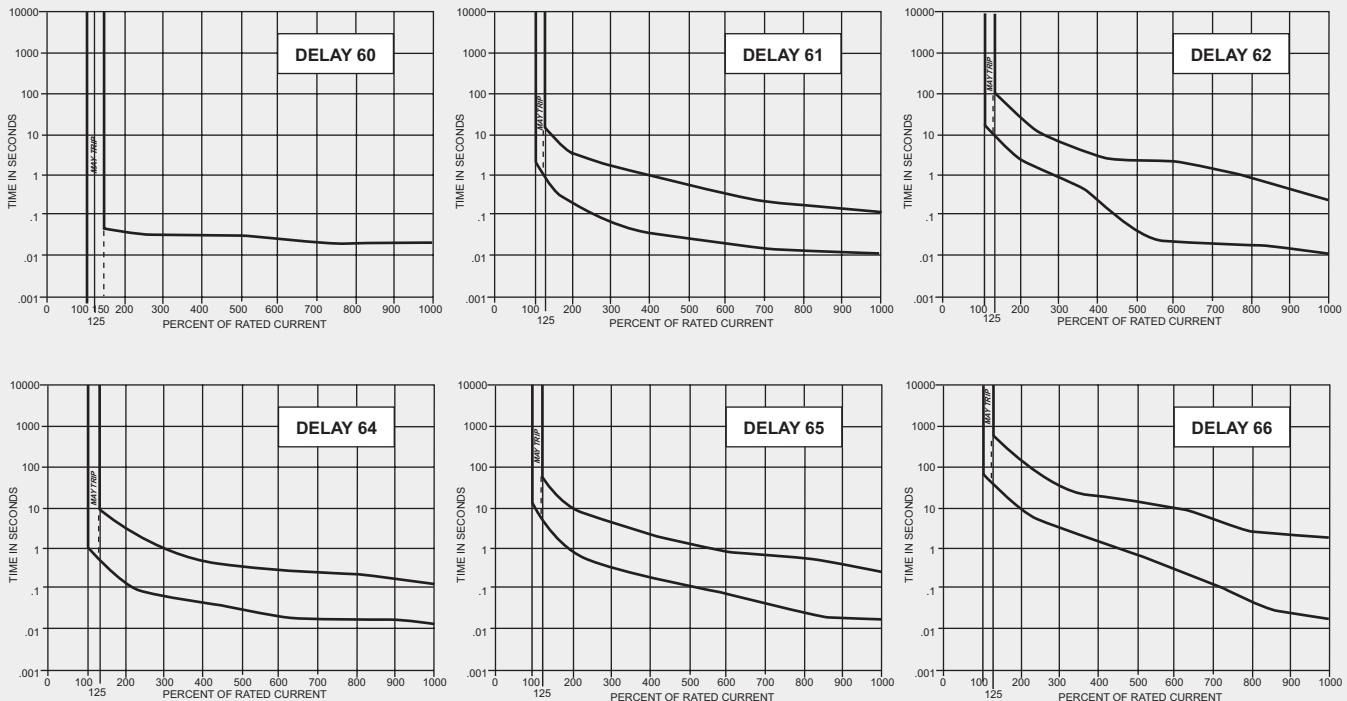 DELAY 60
10000
1000
100
10
1
.1
.01
.001
TIME IN SECONDS
MAY TRIP
0 100 200 300 400 500 600 700 800 900 1000
125
PERCENT OF RATED CURRENT
DELAY 61
10000
1000
100
10
1
.1
.01
.001
TIME IN SECONDS
MAY TRIP
0 100 200 300 400 500 600 700 800 900 1000
125
PERCENT OF RATED CURRENT
DELAY 62
10000
1000
100
10
1
.1
.01
.001
TIME IN SECONDS
MAY TRIP
0 100 200 300 400 500 600 700 800 900 1000
125
PERCENT OF RATED CURRENT
DELAY 64
10000
1000
100
10
1
.1
.01
.001
TIME IN SECONDS
MAY TRIP
0 100 200 300 400 500 600 700 800 900 1000
125
PERCENT OF RATED CURRENT
DELAY 65
10000
1000
100
10
1
.1
.01
.001
TIME IN SECONDS
MAY TRIP
0 100 200 300 400 500 600 700 800 900 1000
125
PERCENT OF RATED CURRENT
DELAY 66
10000
1000
100
10
1
.1
.01
.001
TIME IN SECONDS
MAY TRIP
0 100 200 300 400 500 600 700 800 900 1000
125
PERCENT OF RATED CURRENT